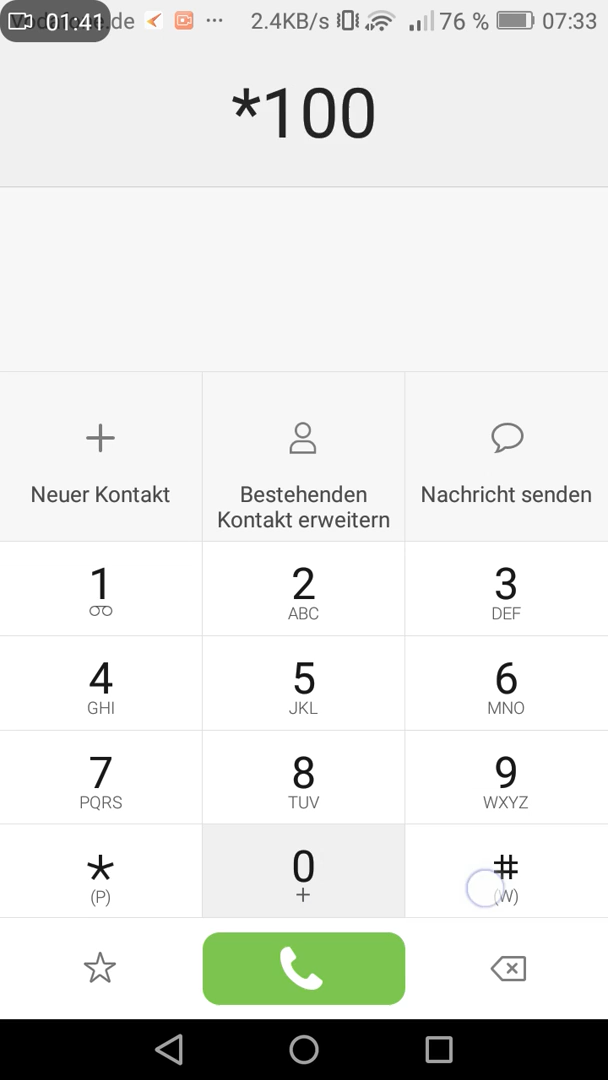 01:41 .de ... 2.4KB/s 76 % 07:33
*100
Neuer Kontakt
Bestehenden
Kontakt erweitern
Nachricht senden
1 2 3
ABC DEF
4 5 6
GHI JKL MNO
7 8 9
PQRS TUV WXYZ
* 0 #
(P) + (W)